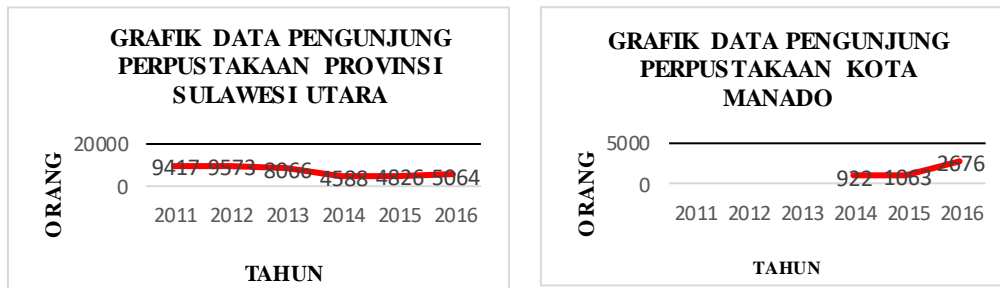 GRAFIK DATA PENGUNJUNG
PERPUSTAKAAN PROVINSI
SULAWESI UTARA
20000
0
ORANG
9417 9573 8066 4588 4826 5064
2011 2012 2013 2014 2015 2016
TAHUN
GRAFIK DATA PENGUNJUNG
PERPUSTAKAAN KOTA
MANADO
5000
0
ORANG
922 1063 2676
2011 2012 2013 2014 2015 2016
TAHUN